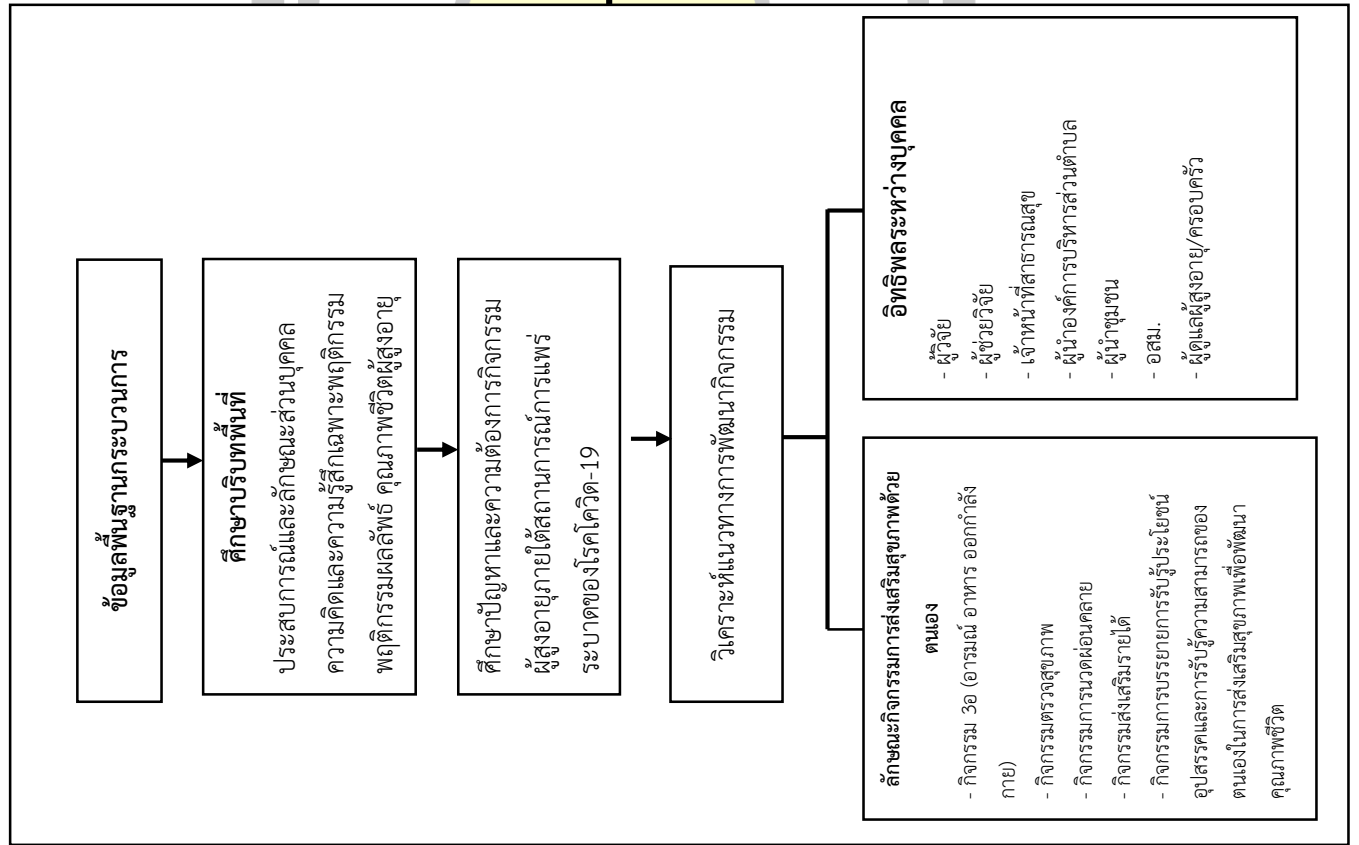 ข้อมูลพื้นฐานกระบวนการ
ศึกษาบริบทพื้นที่
ประสบการณ์และลักษณะส่วนบุคคล
ความคิดและความรู้สึกเฉพาะพฤติกรรม
พฤติกรรมผลลัพธ์ คุณภาพชีวิตผู้สูงอายุ
ศึกษาปัญหาและความต้องการกิจกรรม
ผู้สูงอายุภายใต้สถานการณ์การแพร่
ระบาดของโรคโควิด-19
วิเคราะห์แนวทางการพัฒนากิจกรรม
ลักษณะกิจกรรมการส่งเสริมสุขภาพด้วย
ตนเอง
- กิจกรรม 3อ (อารมณ์ อาหาร ออกกำลัง
กาย)
- กิจกรรมตรวจสุขภาพ
- กิจกรรมการนวดผ่อนคลาย
- กิจกรรมส่งเสริมรายได้
- กิจกรรมการบรรยายการรับรู้ประโยชน์
อุปสรรคและการรับรู้ความสามารถของ
ตนเองในการส่งเสริมสุขภาพเพื่อพัฒนา
คุณภาพชีวิต
อิทธิพลระหว่างบุคคล
- ผู้วิจัย
- ผู้ช่วยวิจัย
- เจ้าหน้าที่สาธารณสุข
- ผู้นำองค์การบริหารส่วนตำบล
- ผู้นำชุมชน
- อสม.
- ผู้ดูแลผู้สูงอายุ/ครอบครัว